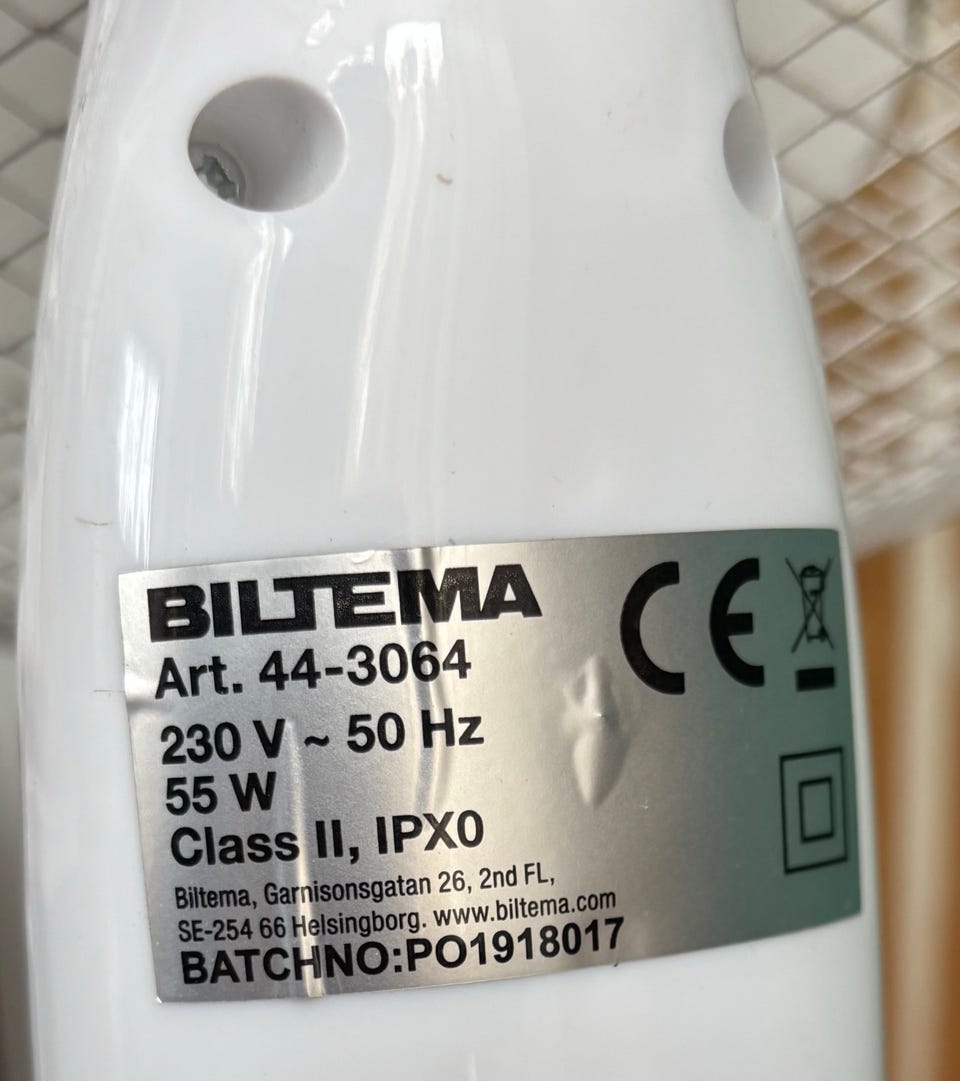 BILTEMA
CE
Art. 44-3064
230 V ~ 50 Hz
55 W
Class II, IPX0
Biltema, Garnisonsgatan 26, 2nd FL,
SE-254 66 Helsingborg. www.biltema.com
BATCHNO:PO1918017